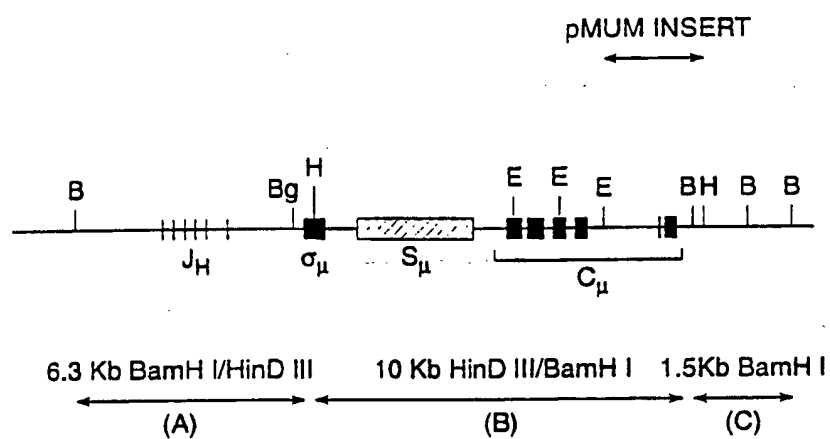 pMUM INSERT
B Bg H E E E B H B B
J_H σ_μ S_μ C_μ
6.3 Kb BamH I/HinD III 10 Kb HinD III/BamH I 1.5Kb BamH I
(A) (B) (C)